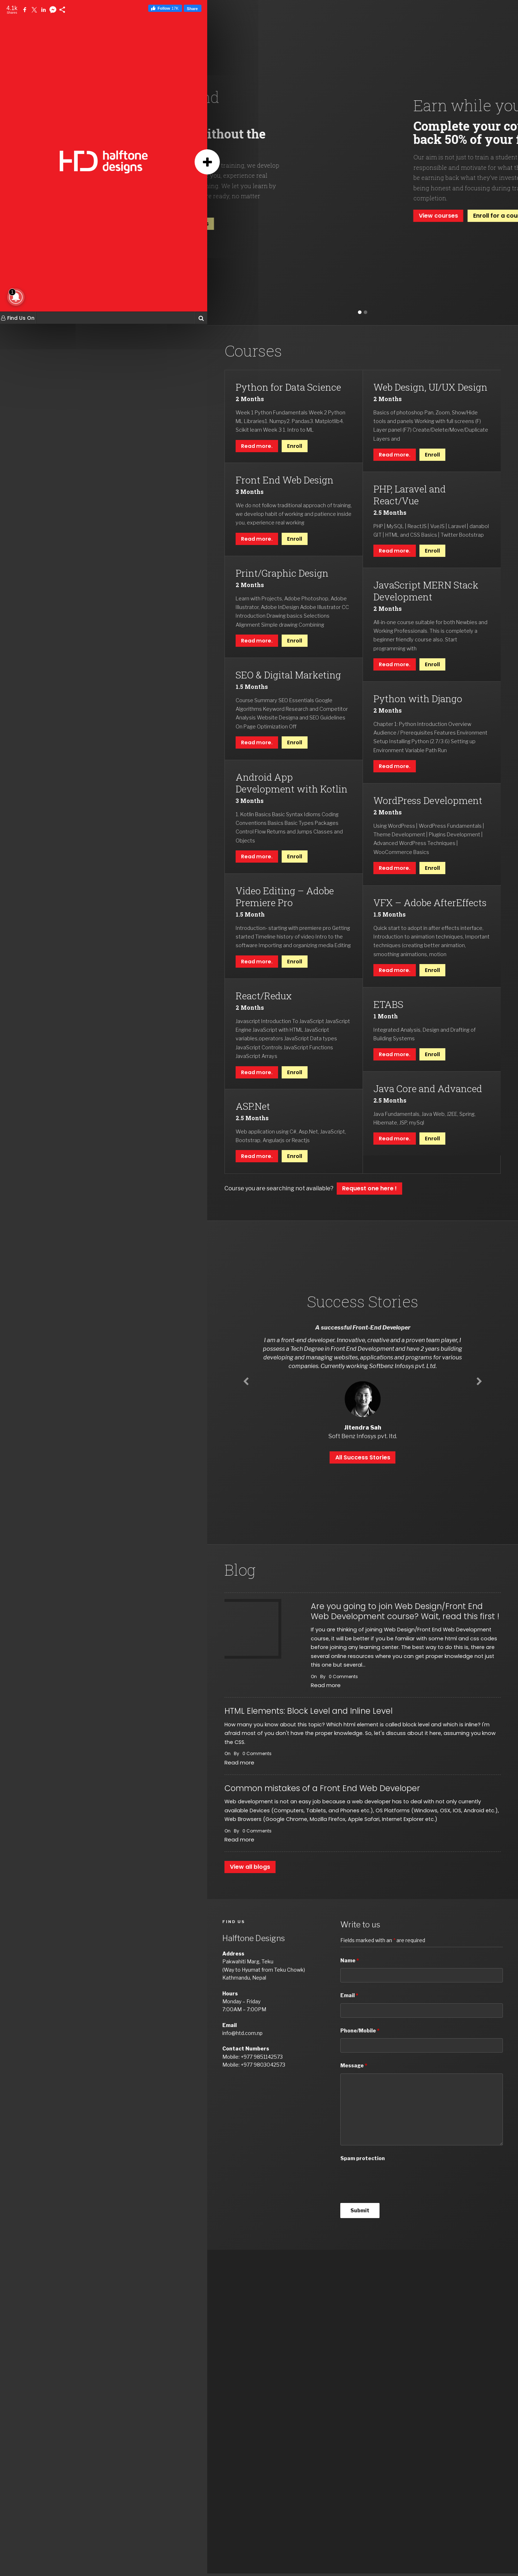 4.1k
Shares
Follow 17K
Share
halftone
designs
1
Find Us On
nd
without the
training, we develop
you, experience real
ning. We let you learn by
e ready no matter
Earn while you
Complete your co
back 50% of your f
Our aim is not just to train a student
responsible and motivate for what t
be earning back what they've investe
being honest and focusing during tra
completion.
View courses
Enroll for a cou
Courses
Python for Data Science
2 Months
Week-1 Python Fundamentals Week 2 Python
ML Libraries1. Numpy2. Pandas3. Matplotlib4.
Scikit learn Week 3 1. Intro to ML
Read more.
Enroll
Front End Web Design
3 Months
We do not follow traditional approach of training,
we develop habit of working and patience inside
you, experience real working
Read more.
Enroll
Print/Graphic Design
2 Months
Learn with Projects, Adobe Photoshop, Adobe
Illustrator, Adobe InDesign Adobe Illustrator CC
Introduction Drawing basics Selections
Alignment Simple drawing Combining
Read more.
Enroll
SEO & Digital Marketing
1.5 Months
Course Summary SEO Essentials Google
Algorithms Keyword Research and Competitor
Analysis Website Designa and SEO Guidelines
On Page Optimization Off
Read more.
Enroll
Android App
Development with Kotlin
3 Months
1 .Kotlin Basics Basic Syntax Idioms Coding
Conventions Basics Basic Types Packages
Control Flow Returns and Jumps Classes and
Objects
Read more.
Enroll
Video Editing – Adobe
Premiere Pro
1.5 Month
Introduction- starting with premiere pro Getting
started Timeline history of video Intro to the
software Importing and organizing media Editing
Read more.
Enroll
React/Redux
2 Months
Javascript Introduction To JavaScript JavaScript
Engine JavaScript with HTML JavaScript
variables,operators JavaScript Data types
JavaScript Controls JavaScript Functions
JavaScript Arrays
Read more.
Enroll
ASP.Net
2.5 Months
Web application using C#, Asp Net, JavaScript,
Bootstrap, Angularjs or Reactjs
Read more.
Enroll
Web Design, UI/UX Design
2 Months
Basics of photoshop Pan, Zoom, Show/Hide
tools and panels Working with full screens (F)
Layer panel (F7) Create/Delete/Move/Duplicate
Layers and
Read more.
Enroll
PHP, Laravel and
React/Vue
2.5 Months
PHP | MySQL | ReactJS | VueJS | Laravel | danabol
GIT | HTML and CSS Basics | Twitter Bootstrap
Read more.
Enroll
JavaScript MERN Stack
Development
2 Months
All-in-one course suitable for both Newbies and
Working Professionals. This is completely a
beginner friendly course also. Start
programming with
Read more.
Enroll
Python with Django
2 Months
Chapter 1: Python Introduction Overview
Audience / Prerequisites Features Environment
Setup Installing Python (2.7/3.6) Setting up
Environment Variable Path Run
Read more.
WordPress Development
2 Months
Using WordPress | WordPress Fundamentals |
Theme Development | Plugins Development |
Advanced WordPress Techniques |
WooCommerce Basics
Read more.
Enroll
VFX – Adobe AfterEffects
1.5 Months
Quick start to adopt in after effects interface,
Introduction to animation techniques, Important
techniques (creating better animation,
smoothing animations, motion
Read more.
Enroll
ETABS
1 Month
Integrated Analysis, Design and Drafting of
Building Systems
Read more.
Enroll
Java Core and Advanced
2.5 Months
Java Fundamentals, Java Web, J2EE, Spring,
Hibernate, JSP, mySql
Read more.
Enroll
Course you are searching not available? Request one here !
Success Stories
A successful Front-End Developer
I am a front-end developer. Innovative, creative and a proven team player, I
possess a Tech Degree in Front End Development and have 2 years building
developing and managing websites, applications and programs for various
companies. Currently working Softbenz Infosys pvt. Ltd.
Jitendra Sah
Soft Benz Infosys pvt. ltd.
All Success Stories
Blog
Are you going to join Web Design/Front End
Web Development course? Wait, read this first !
If you are thinking of joining Web Design/Front End Web Development
course, it will be better if you be familiar with some html and css codes
before joining any learning center. The best way to do this is, there are
several online resources where you can get proper knowledge not just
this one but several...
On By 0 Comments
Read more
HTML Elements: Block Level and Inline Level
How many you know about this topic? Which html element is called block level and which is inline? I'm
afraid most of you don't have the proper knowledge. So, let's discuss about it here, assuming you know
the CSS.
On By 0 Comments
Read more
Common mistakes of a Front End Web Developer
Web development is not an easy job because a web developer has to deal with not only currently
available Devices (Computers, Tablets, and Phones etc.), OS Platforms (Windows, OSX, IOS, Android etc.),
Web Browsers (Google Chrome, Mozilla Firefox, Apple Safari, Internet Explorer etc.)
On By 0 Comments
Read more
View all blogs
FIND US
Halftone Designs
Address
Pakwahiti Marg, Teku
(Way to Hyumat from Teku Chowk)
Kathmandu, Nepal
Hours
Monday – Friday
7:00AM – 7:00PM
Email
info@htd.com.np
Contact Numbers
Mobile: +977 9851142573
Mobile: +977 9803042573
Write to us
Fields marked with an * are required
Name *
Email *
Phone/Mobile *
Message *
Spam protection
Submit